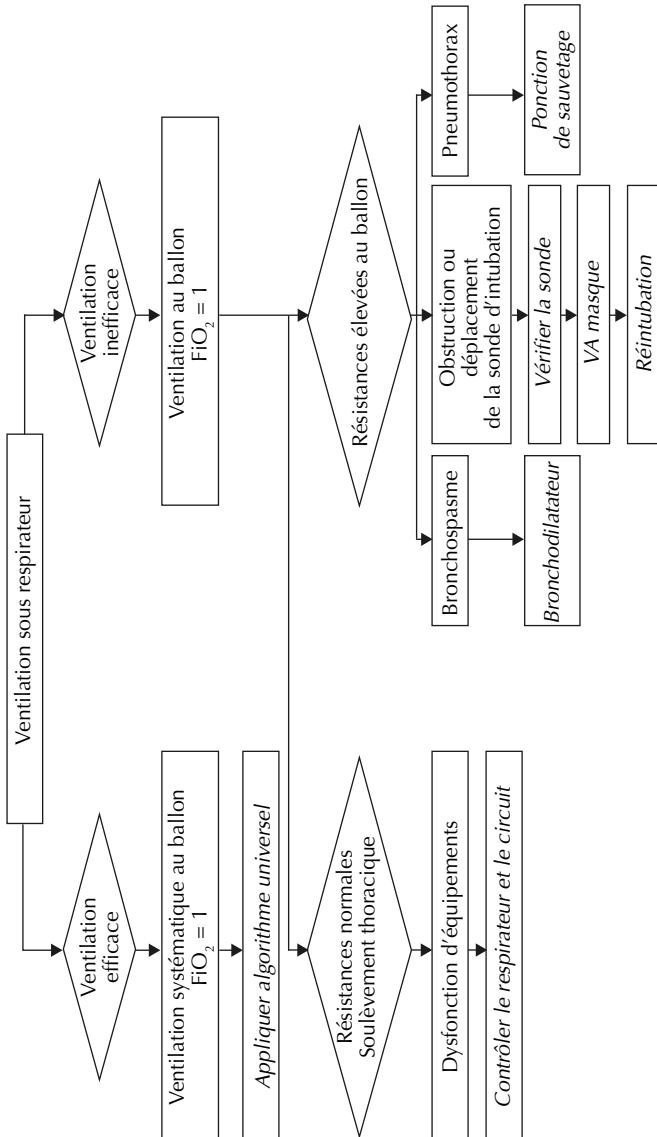 Ventilation sous respirateur
Ventilation
efficace
Ventilation systématique au ballon
FiO₂ = 1
Appliquer algorithme universel
Ventilation
inefficace
Ventilation au ballon
FiO₂ = 1
Résistances normales
Soulèvement thoracique
Dysfonction d'équipements
Contrôler le respirateur et le circuit
Résistances élevées au ballon
Bronchospasme
Bronchodilatateur
Obstruction ou
déplacement
de la sonde d'intubation
Vérifier la sonde
VA masque
Réintubation
Pneumothorax
Ponction
de sauvetage